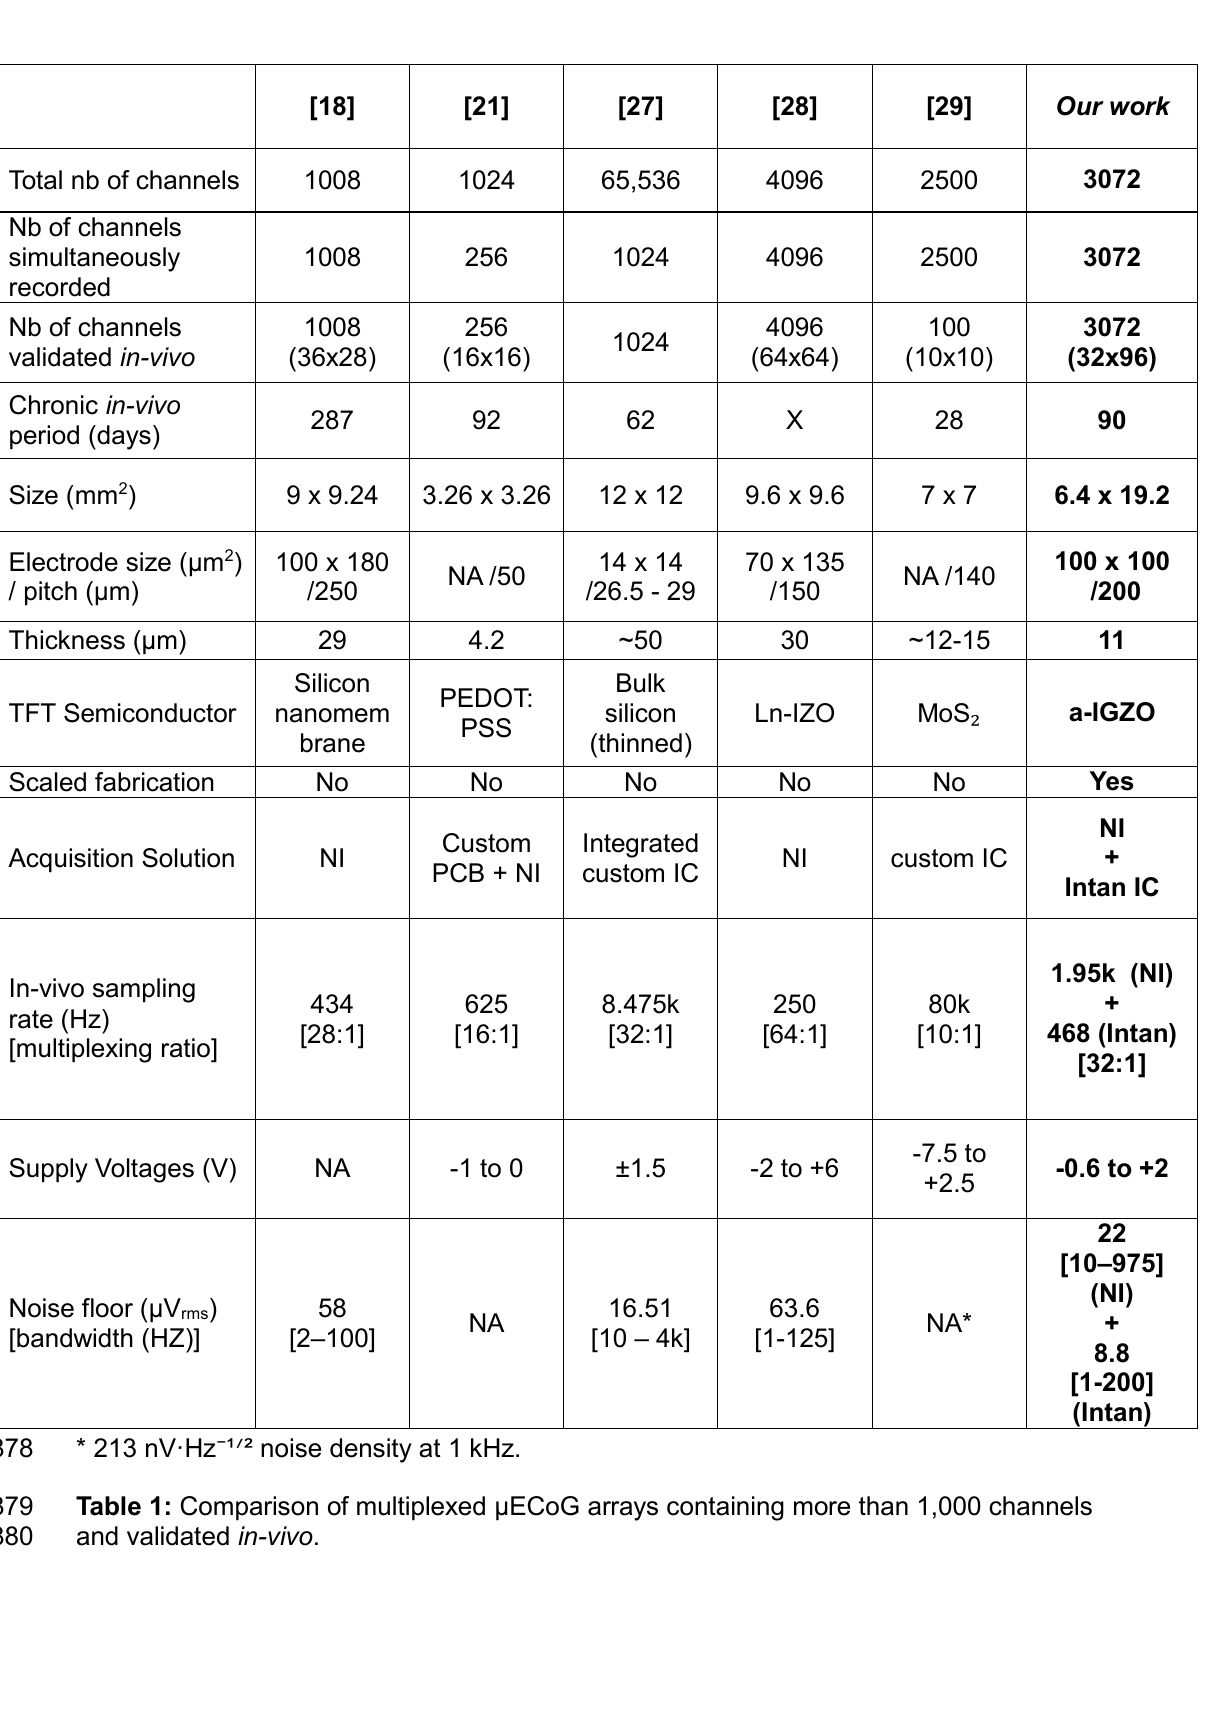 [18] [21] [27] [28] [29] Our work
Total nb of channels 1008 1024 65,536 4096 2500 3072
Nb of channels
simultaneously
recorded 1008 256 1024 4096 2500 3072
Nb of channels
validated in-vivo 1008
(36x28) 256
(16x16) 1024 4096
(64x64) 100
(10x10) 3072
(32x96)
Chronic in-vivo
period (days) 287 92 62 X 28 90
Size (mm²) 9 x 9.24 3.26 x 3.26 12 x 12 9.6 x 9.6 7 x 7 6.4 x 19.2
Electrode size (µm²)
/ pitch (µm) 100 x 180
/250 NA /50 14 x 14
/26.5 - 29 70 x 135
/150 NA /140 100 x 100
/200
Thickness (µm) 29 4.2 ~50 30 ~12-15 11
TFT Semiconductor Silicon
nanomem
brane PEDOT:
PSS Bulk
silicon
(thinned) Ln-IZO MoS₂ a-IGZO
Scaled fabrication No No No No No Yes
Acquisition Solution NI Custom
PCB + NI Integrated
custom IC NI custom IC NI
+
Intan IC
In-vivo sampling
rate (Hz)
[multiplexing ratio] 434
[28:1] 625
[16:1] 8.475k
[32:1] 250
[64:1] 80k
[10:1] 1.95k (NI)
+
468 (Intan)
[32:1]
Supply Voltages (V) NA -1 to 0 ±1.5 -2 to +6 -7.5 to
+2.5 -0.6 to +2
Noise floor (µVrms)
[bandwidth (HZ)] 58
[2–100] NA 16.51
[10 – 4k] 63.6
[1-125] NA* 22
[10–975]
(NI)
+
8.8
[1-200]
(Intan)
378 * 213 nV·Hz⁻¹ᐟ² noise density at 1 kHz.
379 Table 1: Comparison of multiplexed µECoG arrays containing more than 1,000 channels
380 and validated in-vivo.